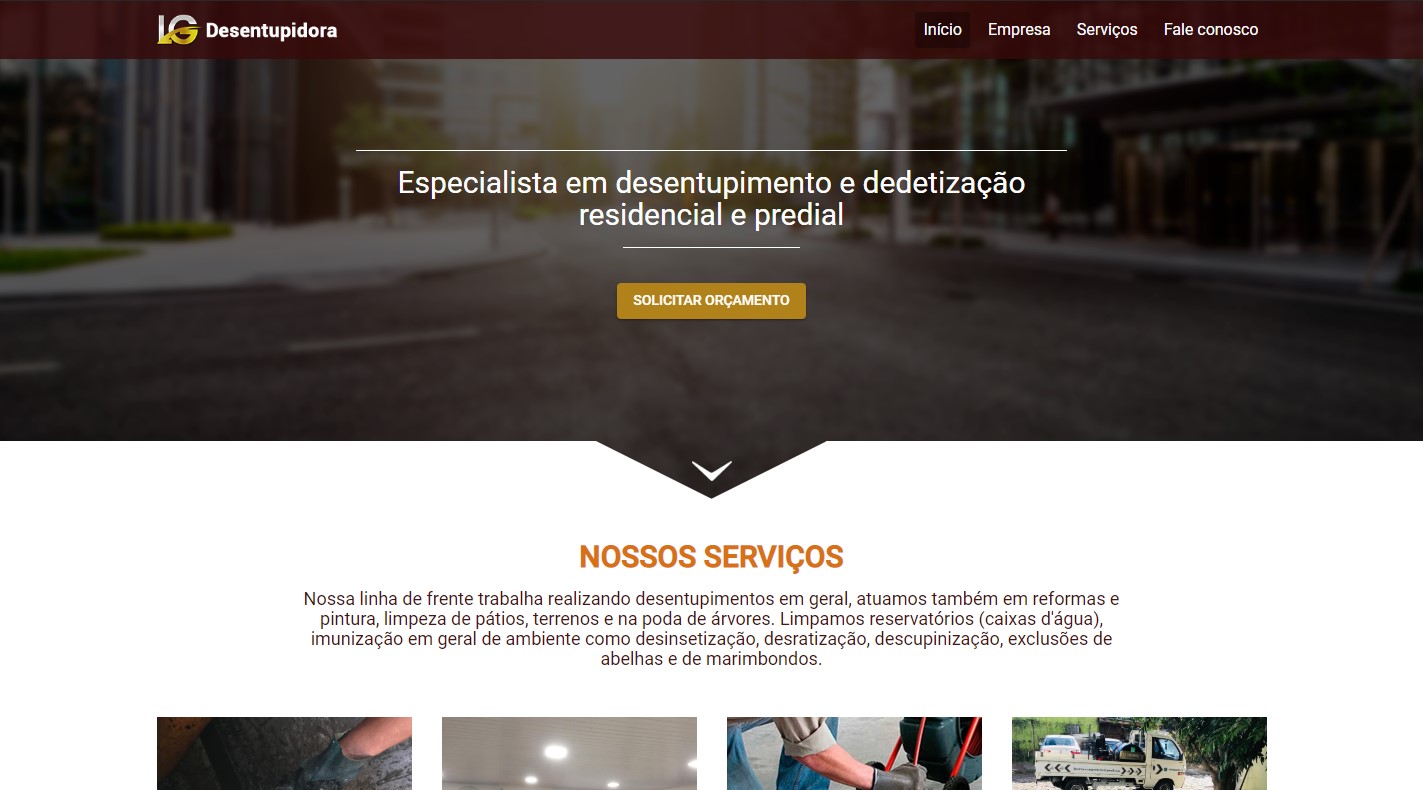 LG Desentupidora
Início Empresa Serviços Fale conosco
Especialista em desentupimento e dedetização
residencial e predial
SOLICITAR ORÇAMENTO
NOSSOS SERVIÇOS
Nossa linha de frente trabalha realizando desentupimentos em geral, atuamos também em reformas e
pintura, limpeza de pátios, terrenos e na poda de árvores. Limpamos reservatórios (caixas d'água),
imunização em geral de ambiente como desinsetização, desratização, descupinização, exclusões de
abelhas e de marimbondos.